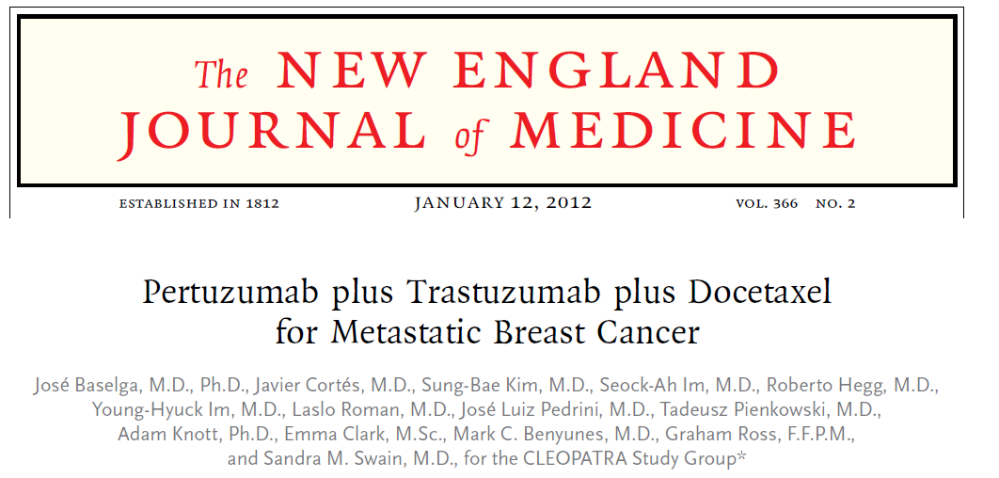 The NEW ENGLAND
JOURNAL of MEDICINE
ESTABLISHED IN 1812 JANUARY 12, 2012 VOL. 366 NO. 2
Pertuzumab plus Trastuzumab plus Docetaxel
for Metastatic Breast Cancer
José Baselga, M.D., Ph.D., Javier Cortés, M.D., Sung-Bae Kim, M.D., Seock-Ah Im, M.D., Roberto Hegg, M.D.,
Young-Hyuck Im, M.D., Laslo Roman, M.D., José Luiz Pedrini, M.D., Tadeusz Pienkowski, M.D.,
Adam Knott, Ph.D., Emma Clark, M.Sc., Mark C. Benyunes, M.D., Graham Ross, F.F.P.M.,
and Sandra M. Swain, M.D., for the CLEOPATRA Study Group*